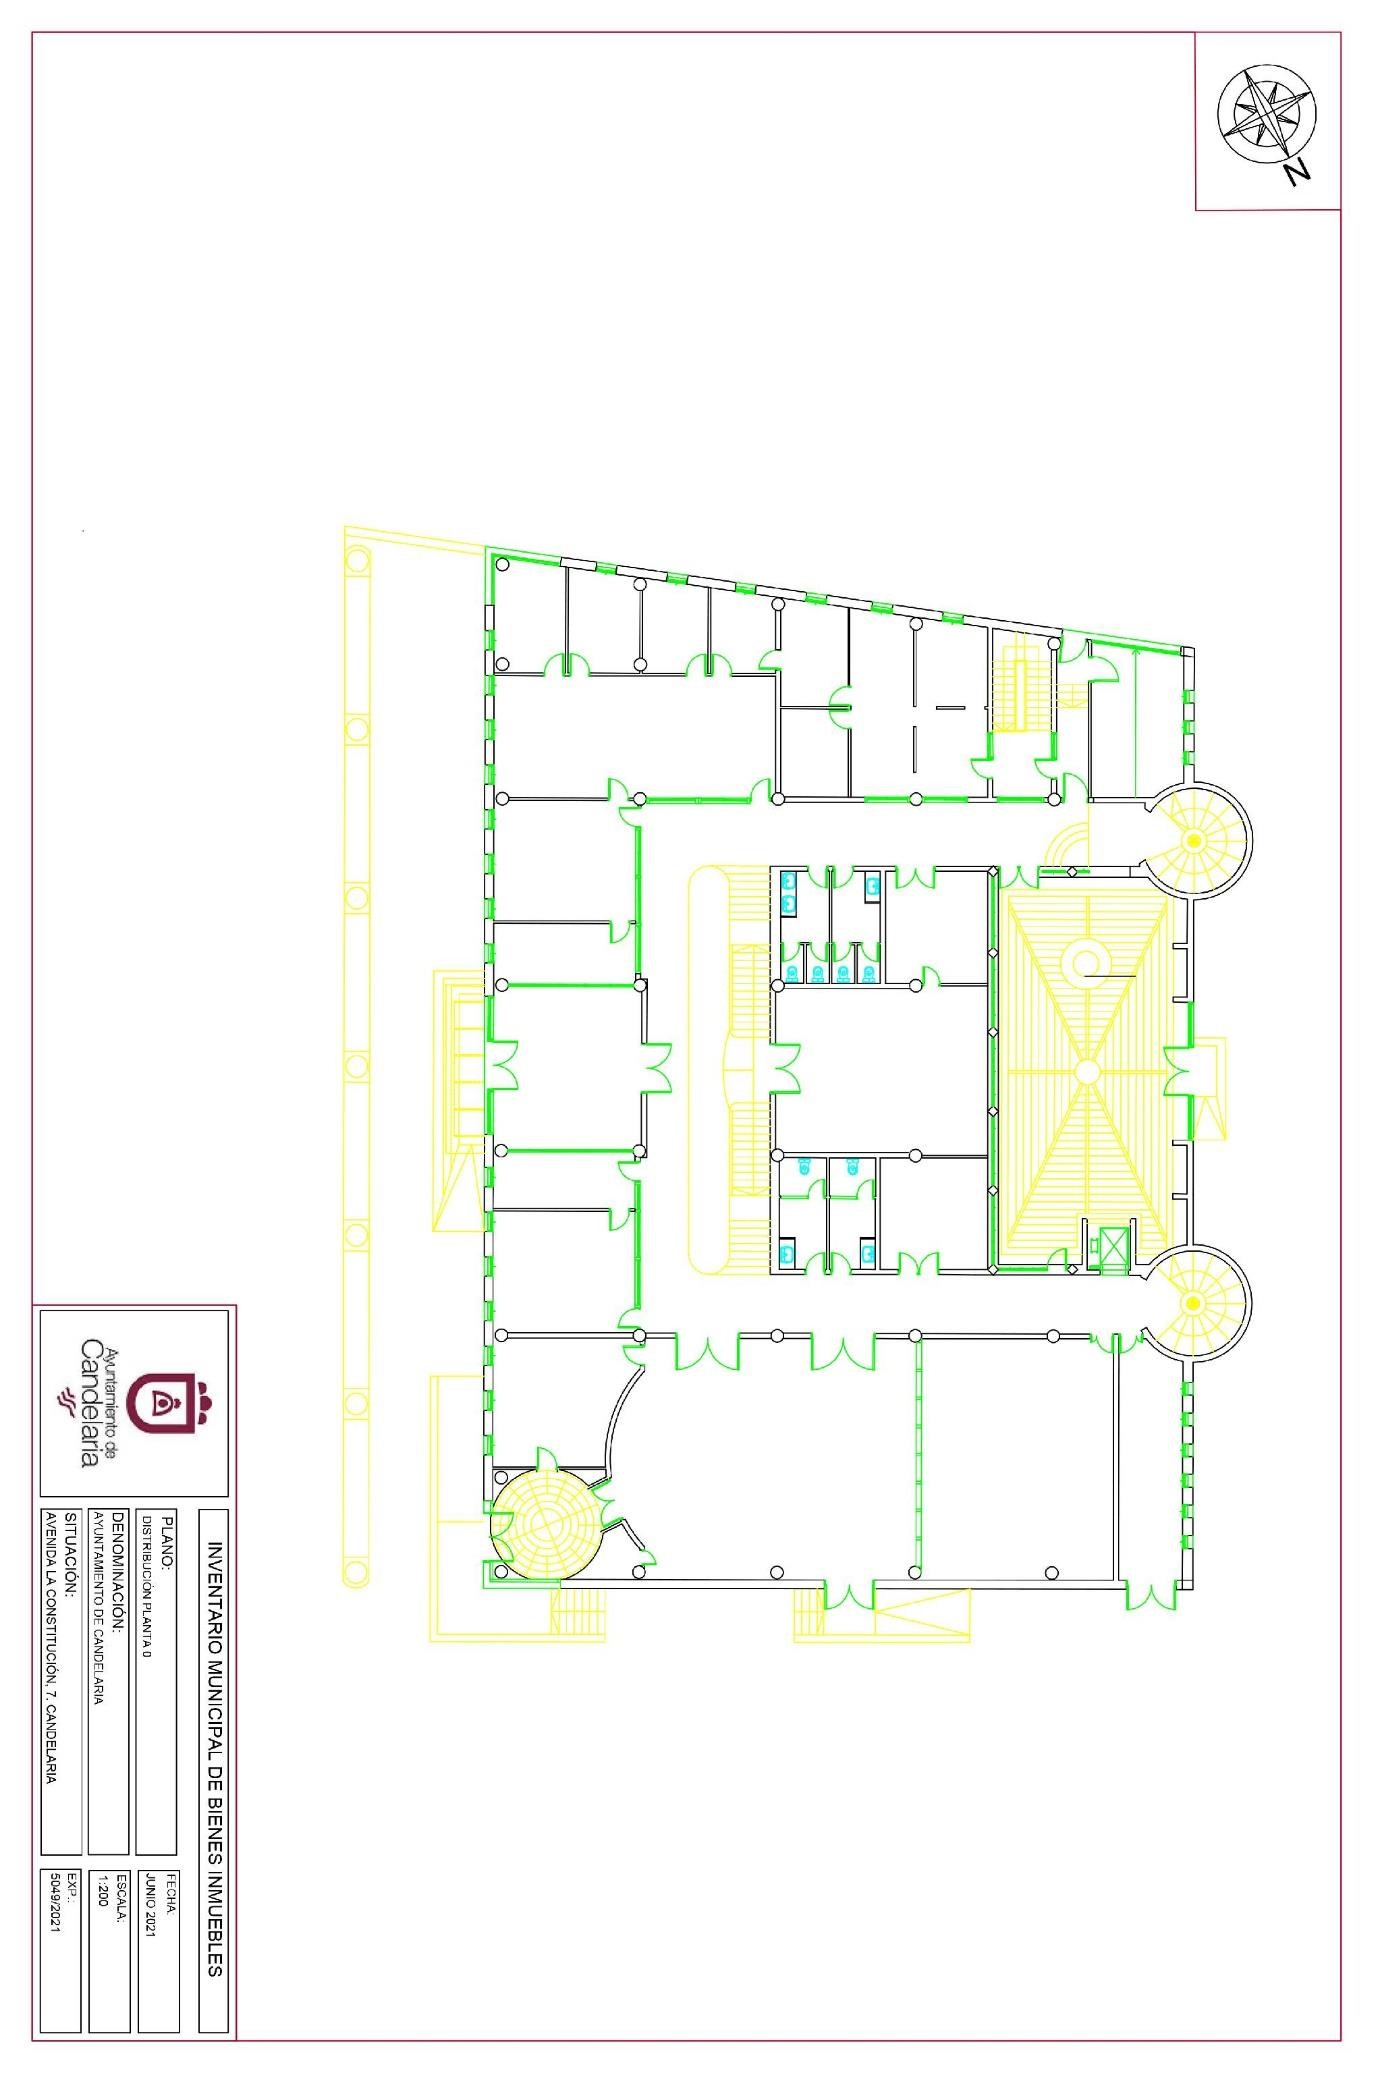 N
Ayuntamiento de
Candelaria
INVENTARIO MUNICIPAL DE BIENES INMUEBLES
PLANO:
DISTRIBUCIÓN PLANTA 0
FECHA:
JUNIO 2021
DENOMINACIÓN:
AYUNTAMIENTO DE CANDELARIA
ESCALA:
1:200
SITUACIÓN:
AVENIDA LA CONSTITUCIÓN, 7. CANDELARIA
EXP.:
5049/2021